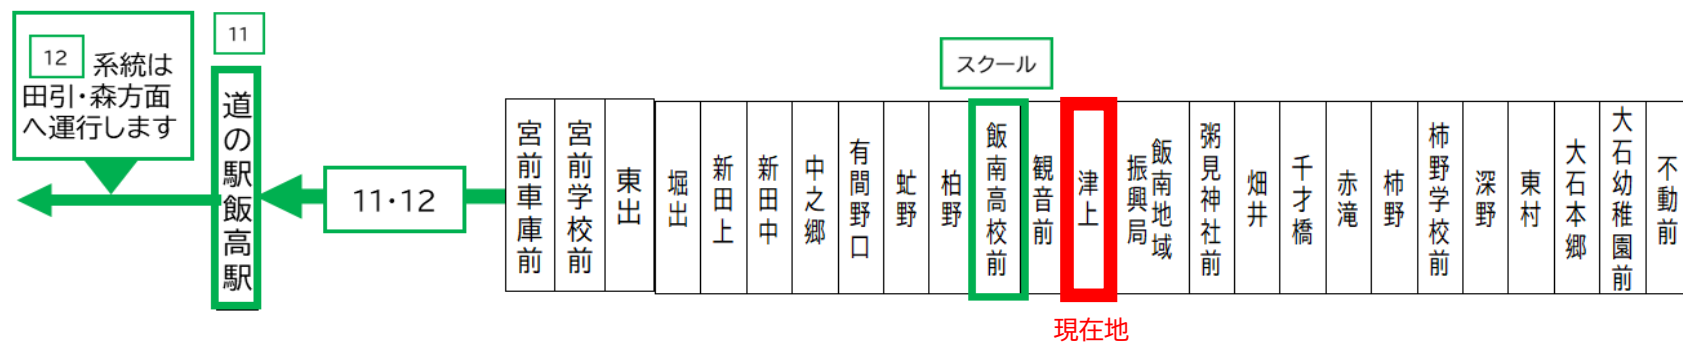 12 系統は
田引・森方面
へ運行します
11
道の駅飯高駅
11・12
宮前車庫前
宮前学校前
東出
堀出
新田上
新田中
中之郷
有間野口
虻野
柏野
スクール
飯南高校前
観音前
津上
現在地
飯南地域
振興局
粥見神社前
畑井
千才橋
赤滝
柿野
柿野学校前
深野
東村
大石本郷
大石幼稚園前
不動前